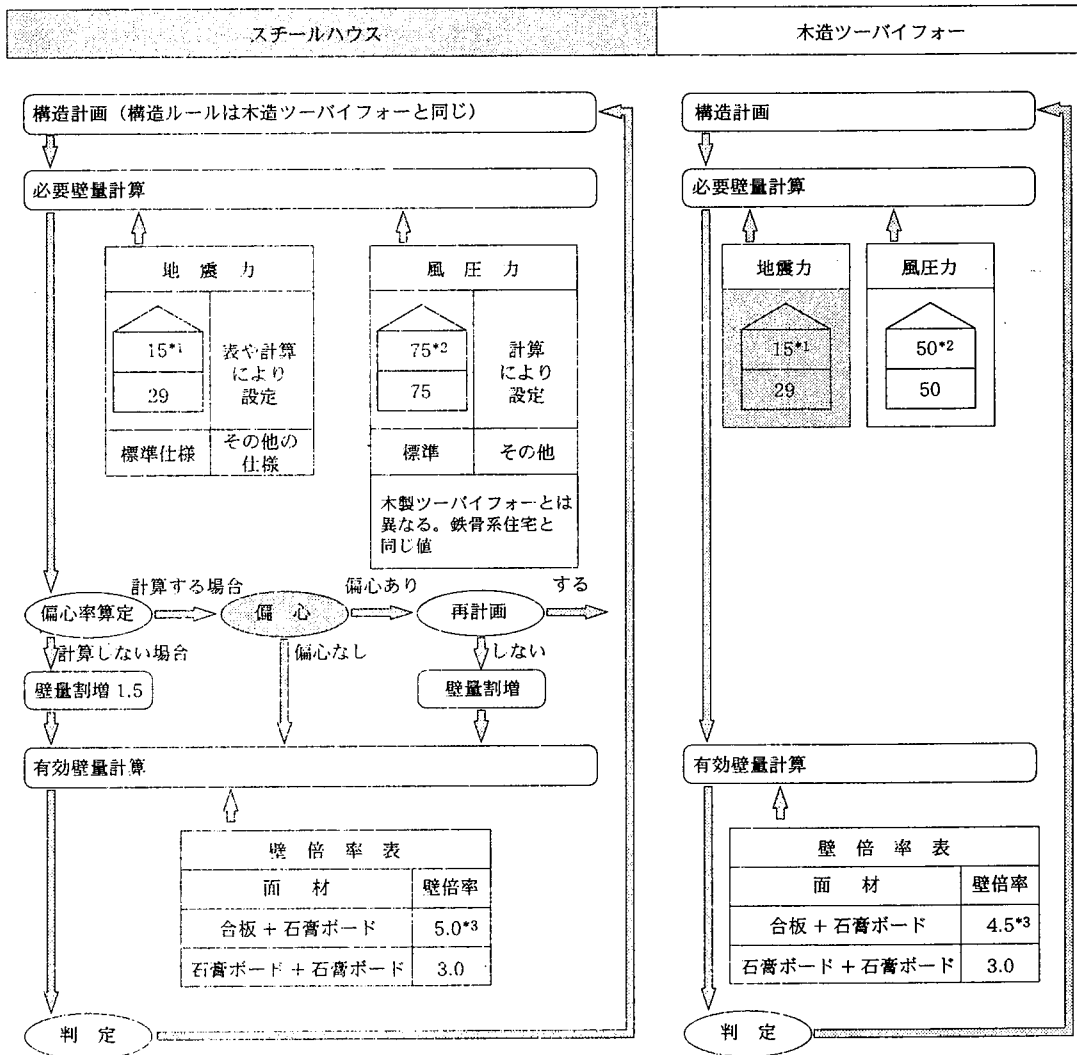 スチールハウス
木造ツーバイフォー
構造計画（構造ルールは木造ツーバイフォーと同じ）
必要壁量計算
地 震 力
15*1
29
表や計算
により
設定
標準仕様
その他の
仕様
風 圧 力
75*2
75
計算
により
設定
標準
その他
木製ツーバイフォーとは
異なる。鉄骨系住宅と
同じ値
偏心率算定
計算する場合
偏 心
偏心あり
再計画
する
計算しない場合
偏心なし
しない
壁量割増 1.5
壁量割増
有効壁量計算
壁 倍 率 表
面 材
壁倍率
合板 + 石膏ボード
5.0*3
石膏ボード + 石膏ボード
3.0
判 定
構造計画
必要壁量計算
地震力
15*1
29
風圧力
50*2
50
有効壁量計算
壁 倍 率 表
面 材
壁倍率
合板 + 石膏ボード
4.5*3
石膏ボード + 石膏ボード
3.0
判 定